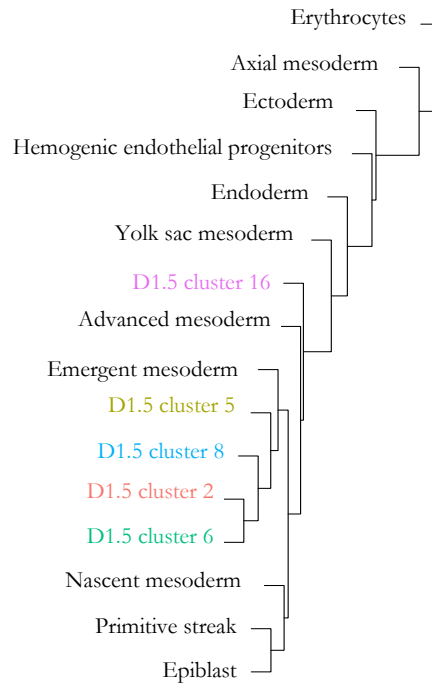 Erythrocytes
Axial mesoderm
Ectoderm
Hemogenic endothelial progenitors
Endoderm
Yolk sac mesoderm
D1.5 cluster 16
Advanced mesoderm
Emergent mesoderm
D1.5 cluster 5
D1.5 cluster 8
D1.5 cluster 2
D1.5 cluster 6
Nascent mesoderm
Primitive streak
Epiblast